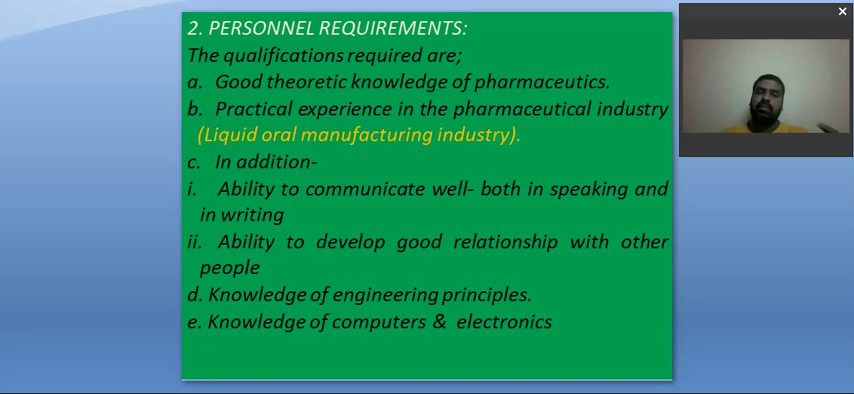 2. PERSONNEL REQUIREMENTS:
The qualifications required are;
a. Good theoretic knowledge of pharmaceutics.
b. Practical experience in the pharmaceutical industry
(Liquid oral manufacturing industry).
c. In addition-
i. Ability to communicate well- both in speaking and
in writing
ii. Ability to develop good relationship with other
people
d. Knowledge of engineering principles.
e. Knowledge of computers & electronics